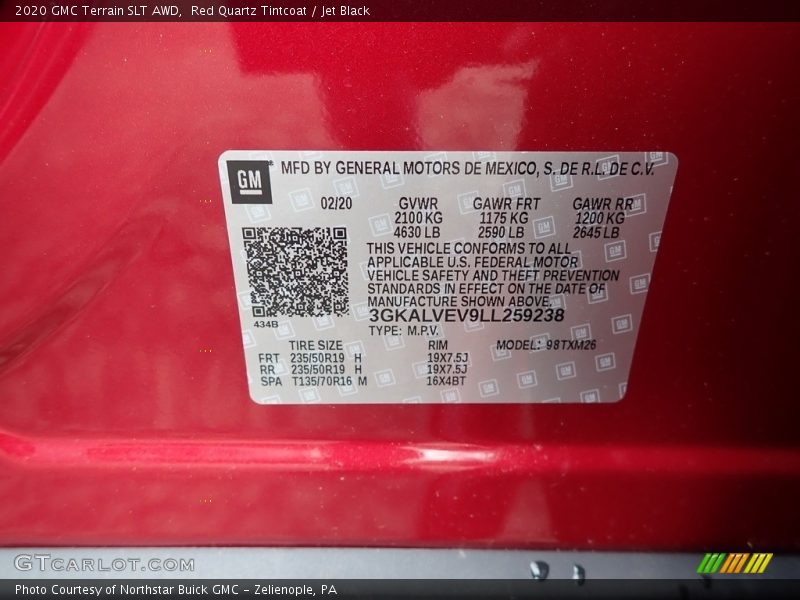 2020 GMC Terrain SLT AWD,  Red Quartz Tintcoat / Jet Black
GM
MFD BY GENERAL MOTORS DE MEXICO, S. DE R.L. DE C.V.
02/20 GVWR GAWR FRT GAWR RR
2100 KG 1175 KG 1200 KG
4630 LB 2590 LB 2645 LB
THIS VEHICLE CONFORMS TO ALL
APPLICABLE U.S. FEDERAL MOTOR
VEHICLE SAFETY AND THEFT PREVENTION
STANDARDS IN EFFECT ON THE DATE OF
MANUFACTURE SHOWN ABOVE.
434B
3GKALVEV9LL259238
TYPE: M.P.V.
TIRE SIZE RIM MODEL: 98TXM26
FRT 235/50R19 H 19X7.5J
RR 235/50R19 H 19X7.5J
SPA T135/70R16 M 16X4BT
GTCARLOT.COM
Photo Courtesy of Northstar Buick GMC - Zelienople, PA